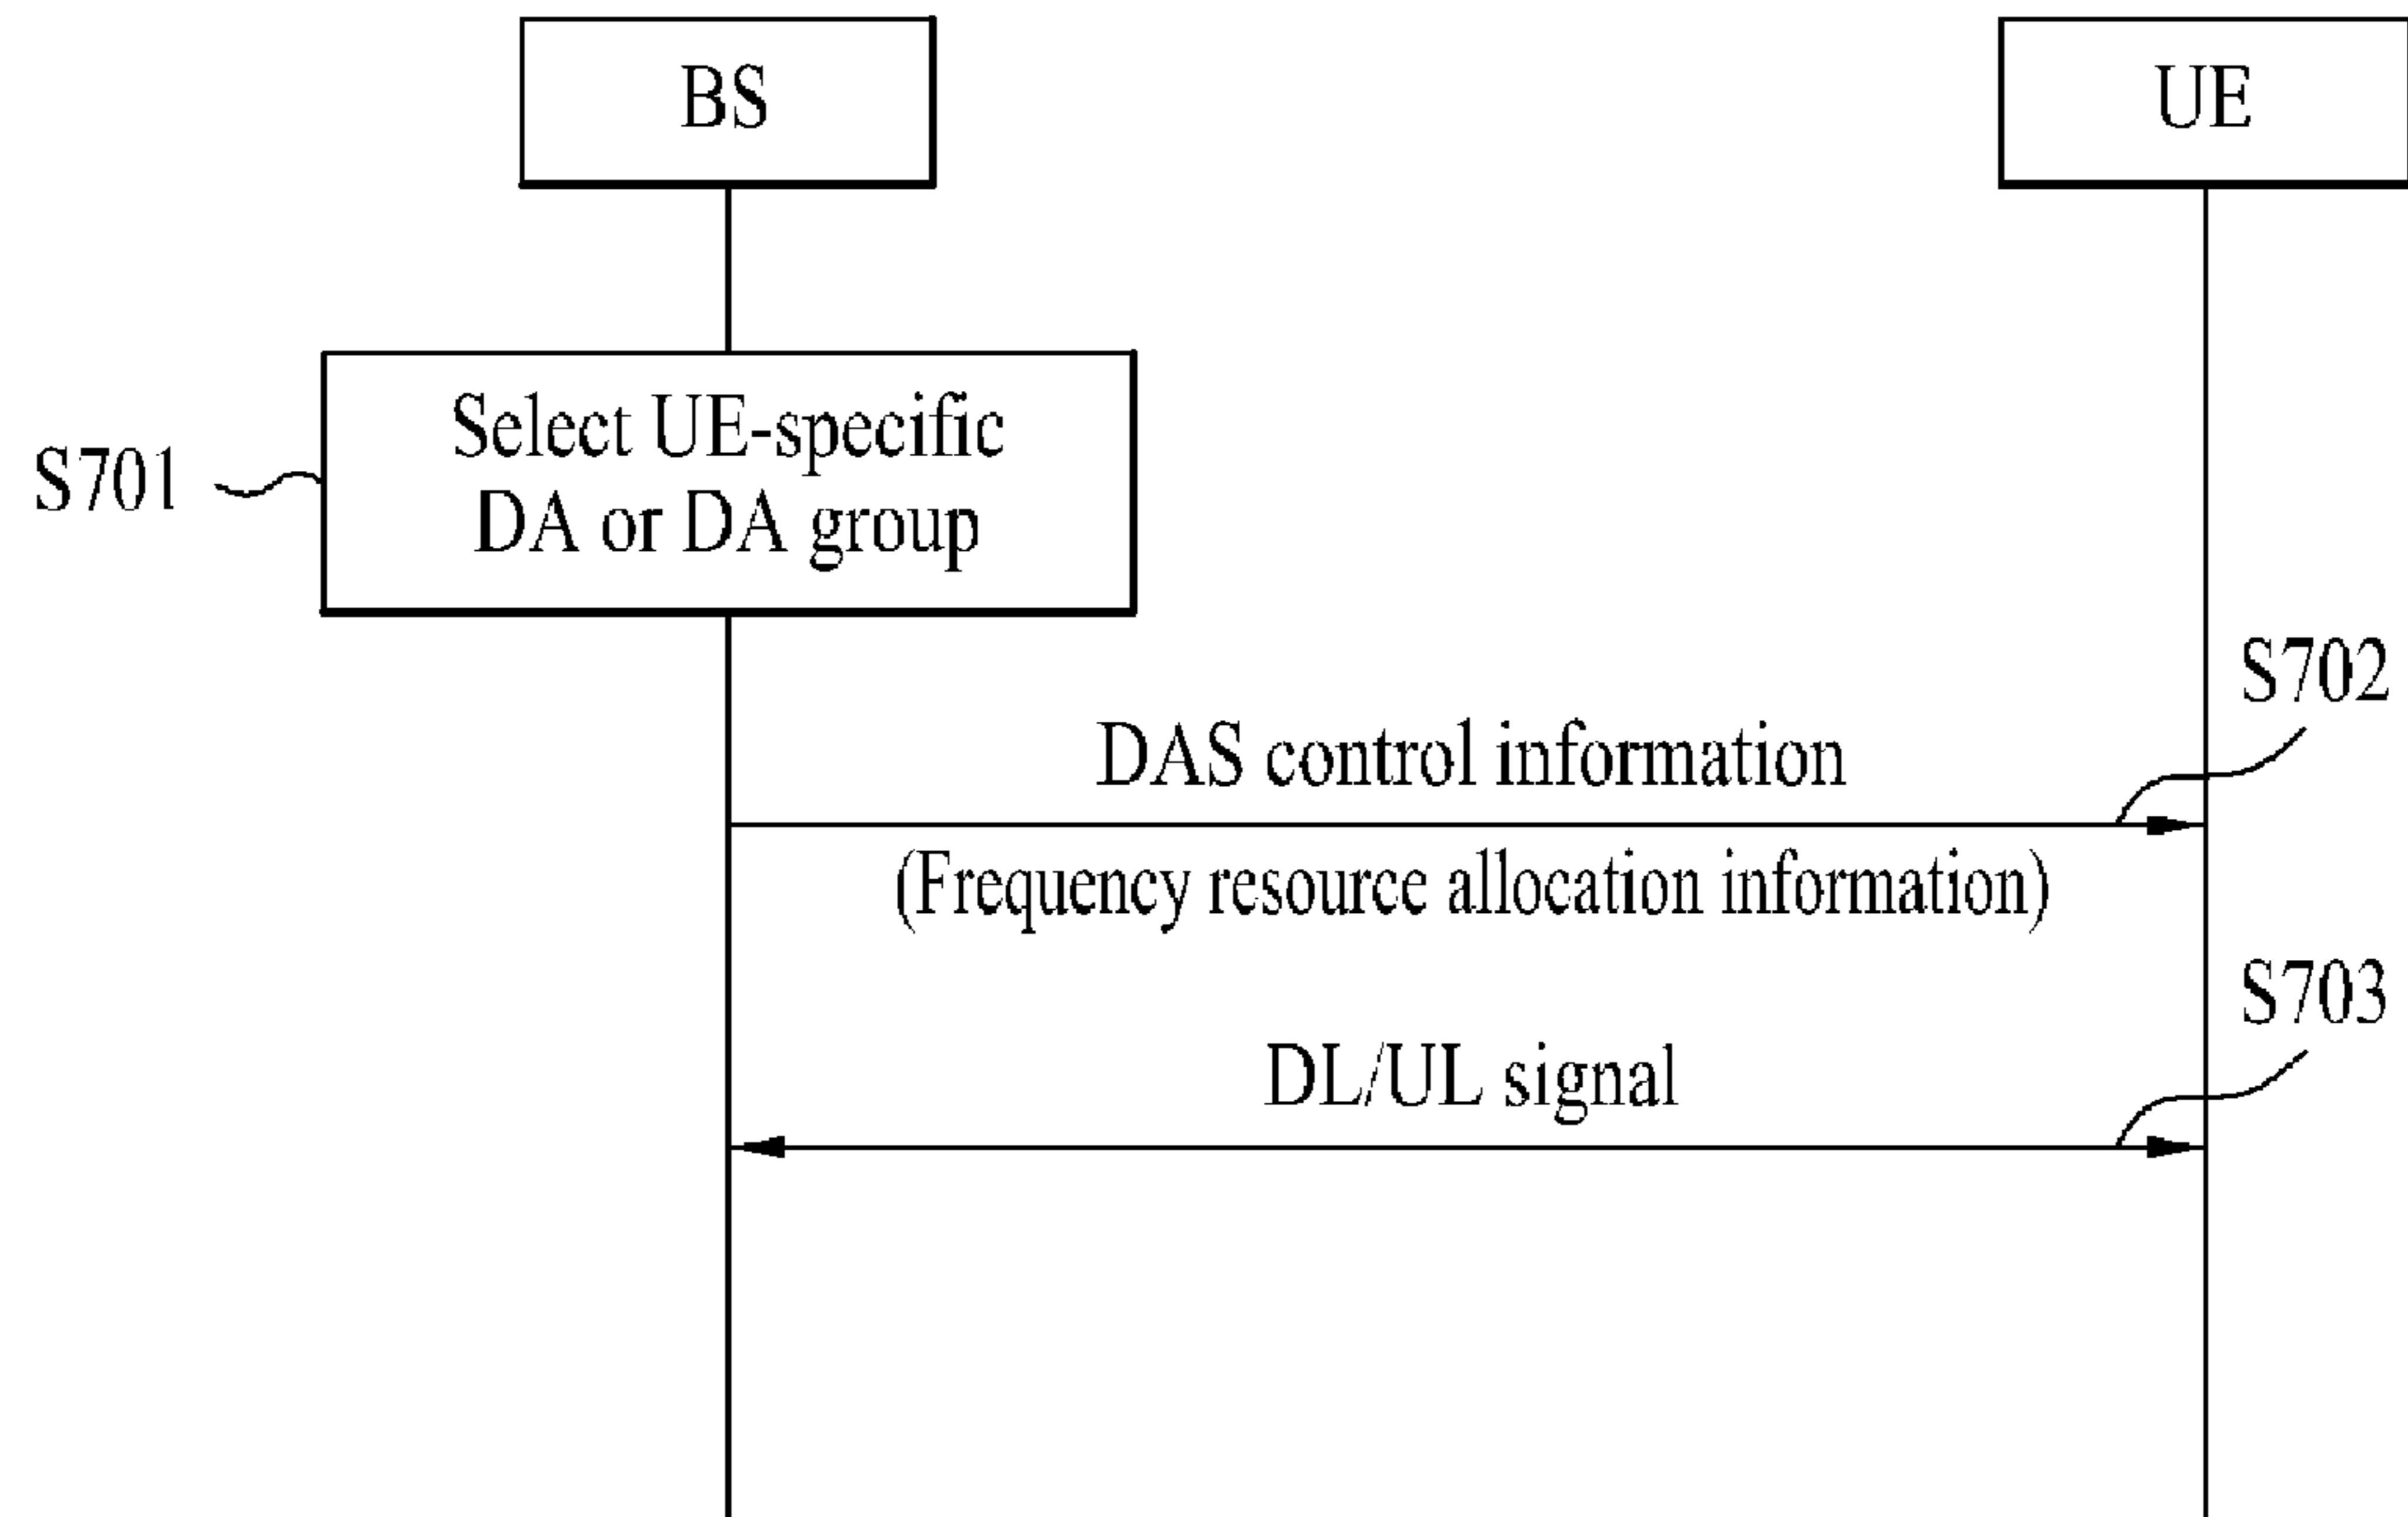 BS
UE
S701
Select UE-specific
DA or DA group
S702
DAS control information
(Frequency resource allocation information)
S703
DL/UL signal